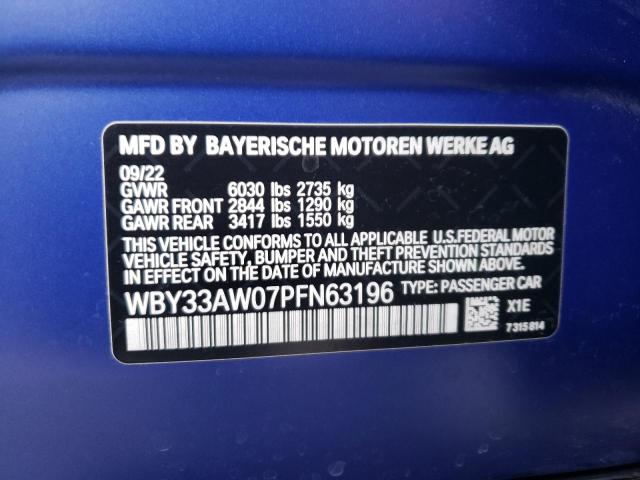 MFD BY BAYERISCHE MOTOREN WERKE AG
09/22
GVWR 6030 lbs 2735 kg
GAWR FRONT 2844 lbs 1290 kg
GAWR REAR 3417 lbs 1550 kg
THIS VEHICLE CONFORMS TO ALL APPLICABLE U.S.FEDERAL MOTOR
VEHICLE SAFETY, BUMPER, AND THEFT PREVENTION STANDARDS
IN EFFECT ON THE DATE OF MANUFACTURE SHOWN ABOVE.
WBY33AW07PFN63196 TYPE: PASSENGER CAR
X1E
7315814